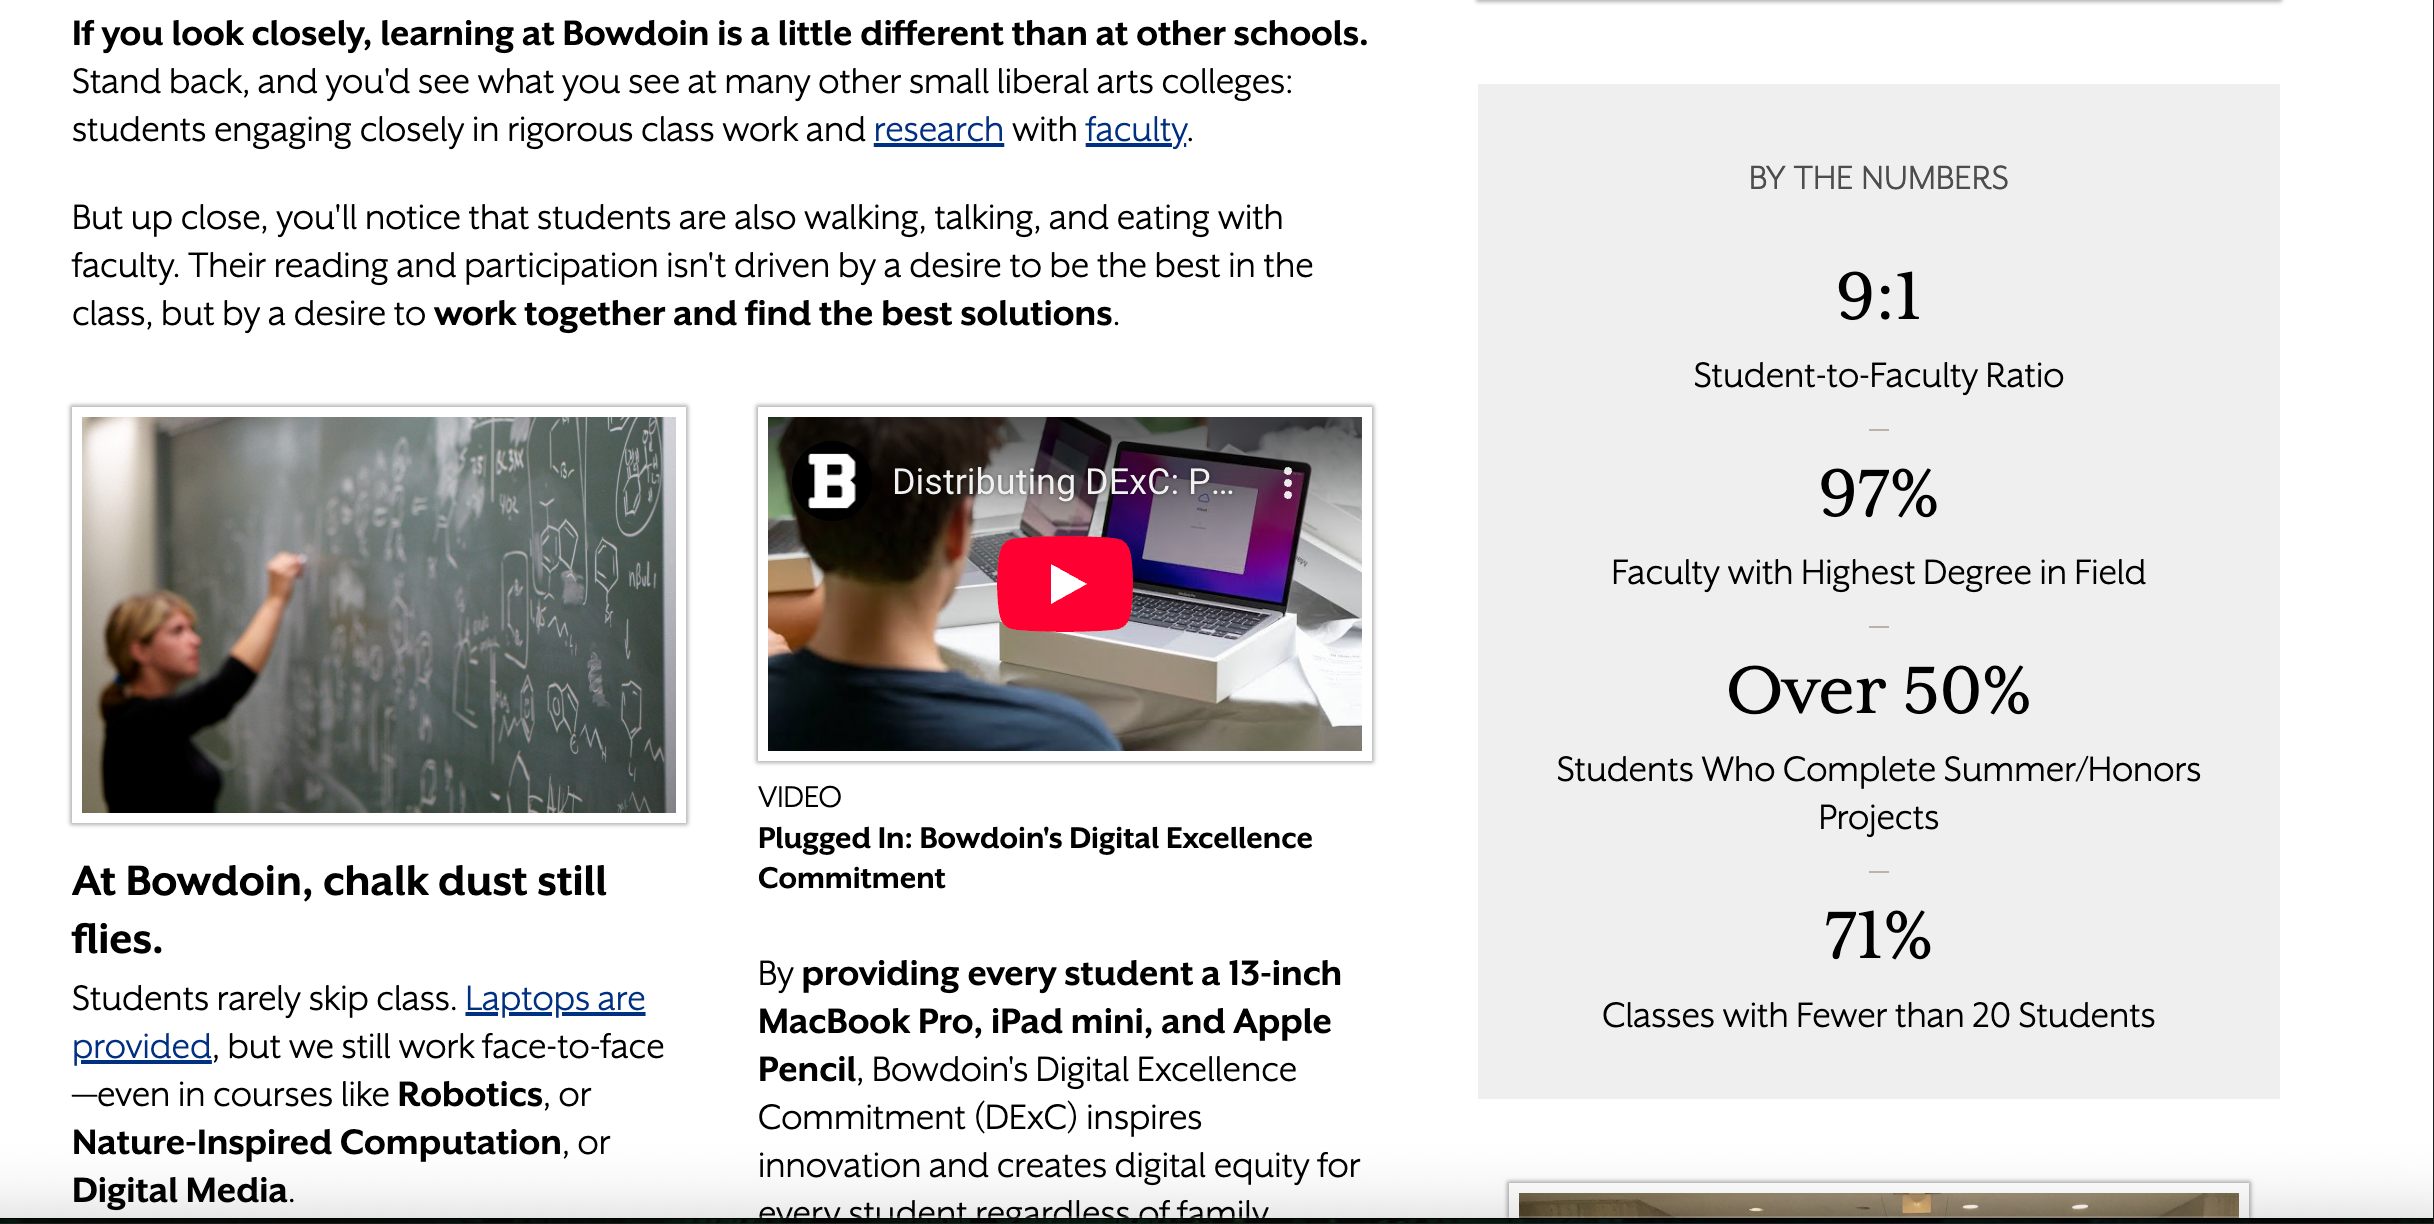 If you look closely, learning at Bowdoin is a little different than at other schools.
Stand back, and you'd see what you see at many other small liberal arts colleges:
students engaging closely in rigorous class work and research with faculty.
But up close, you'll notice that students are also walking, talking, and eating with
faculty. Their reading and participation isn't driven by a desire to be the best in the
class, but by a desire to work together and find the best solutions.
B
Distributing DExC: P...
VIDEO
Plugged In: Bowdoin's Digital Excellence
Commitment
At Bowdoin, chalk dust still
flies.
Students rarely skip class. Laptops are
provided, but we still work face-to-face
—even in courses like Robotics, or
Nature-Inspired Computation, or
Digital Media.
By providing every student a 13-inch
MacBook Pro, iPad mini, and Apple
Pencil, Bowdoin's Digital Excellence
Commitment (DExC) inspires
innovation and creates digital equity for
every student regardless of family
BY THE NUMBERS
9:1
Student-to-Faculty Ratio
97%
Faculty with Highest Degree in Field
Over 50%
Students Who Complete Summer/Honors
Projects
71%
Classes with Fewer than 20 Students